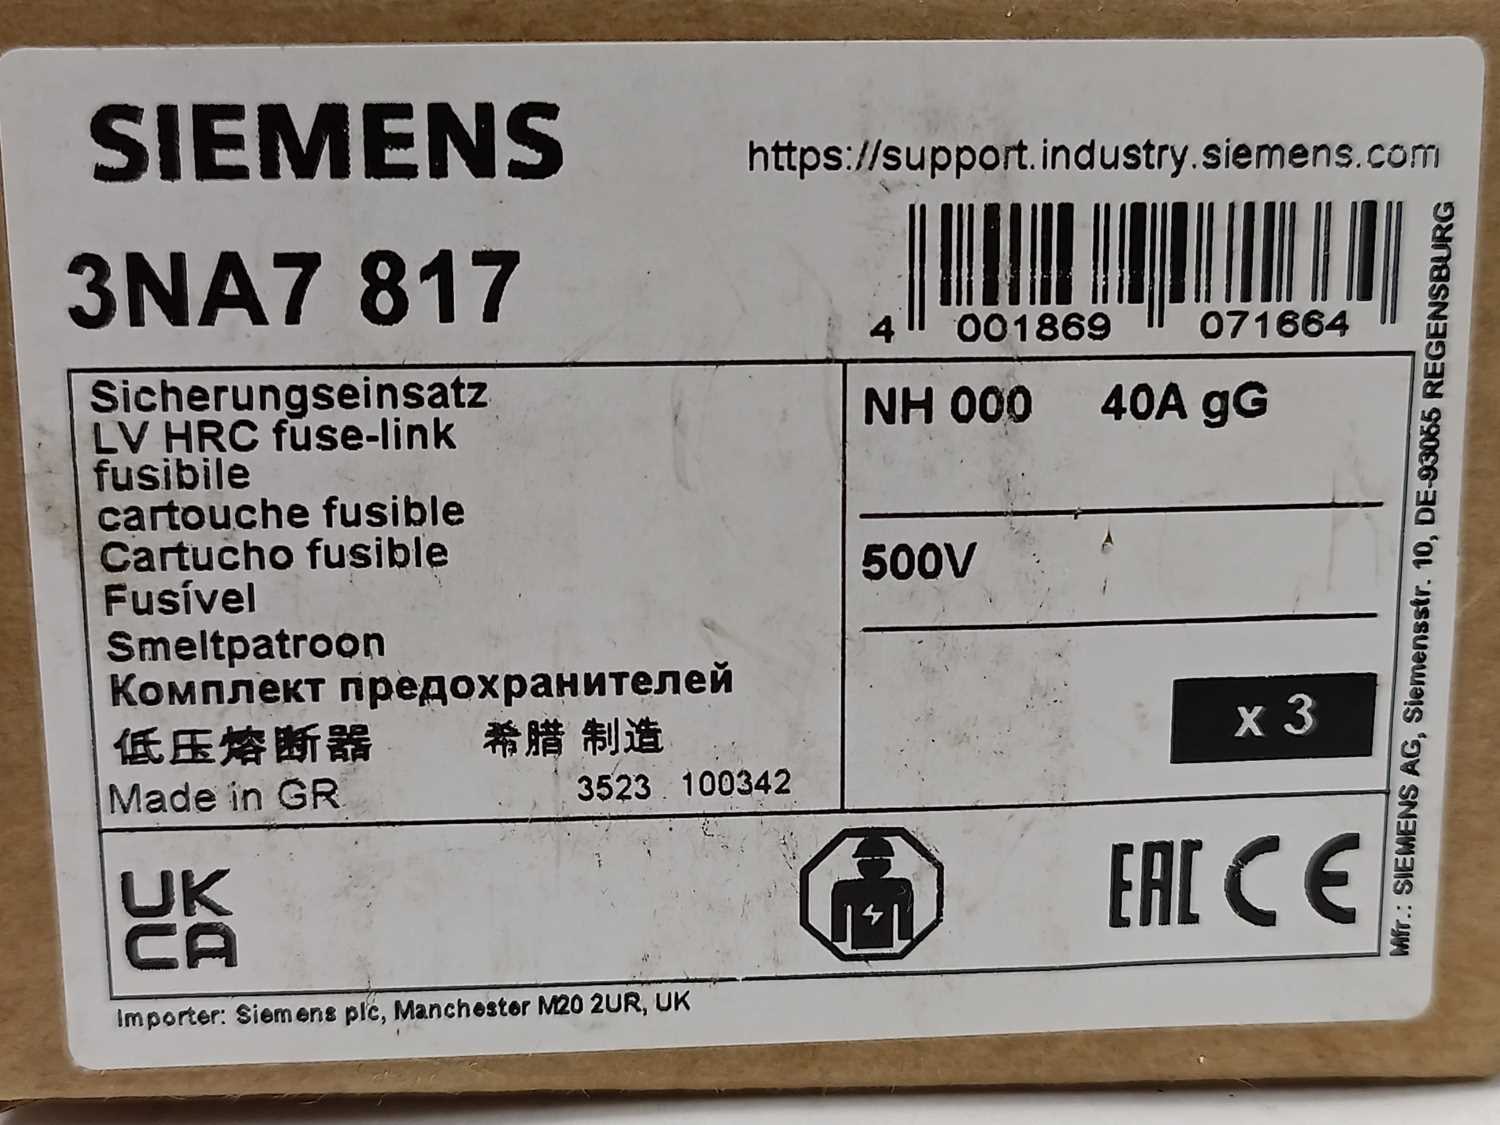 SIEMENS
https://support.industry.siemens.com
3NA7 817
4 001869 071664
Sicherungseinsatz
LV HRC fuse-link
fusibile
cartouche fusible
Cartucho fusible
Fusível
Smeltpatroon
Комплект предохранителей
低压熔断器 希腊 制造
Made in GR 3523 100342
NH 000 40A gG
500V
x 3
UK
CA
EAC CE
Importer: Siemens plc, Manchester M20 2UR, UK
Mfr.: SIEMENS AG, Siemensstr. 10, DE-93055 REGENSBURG